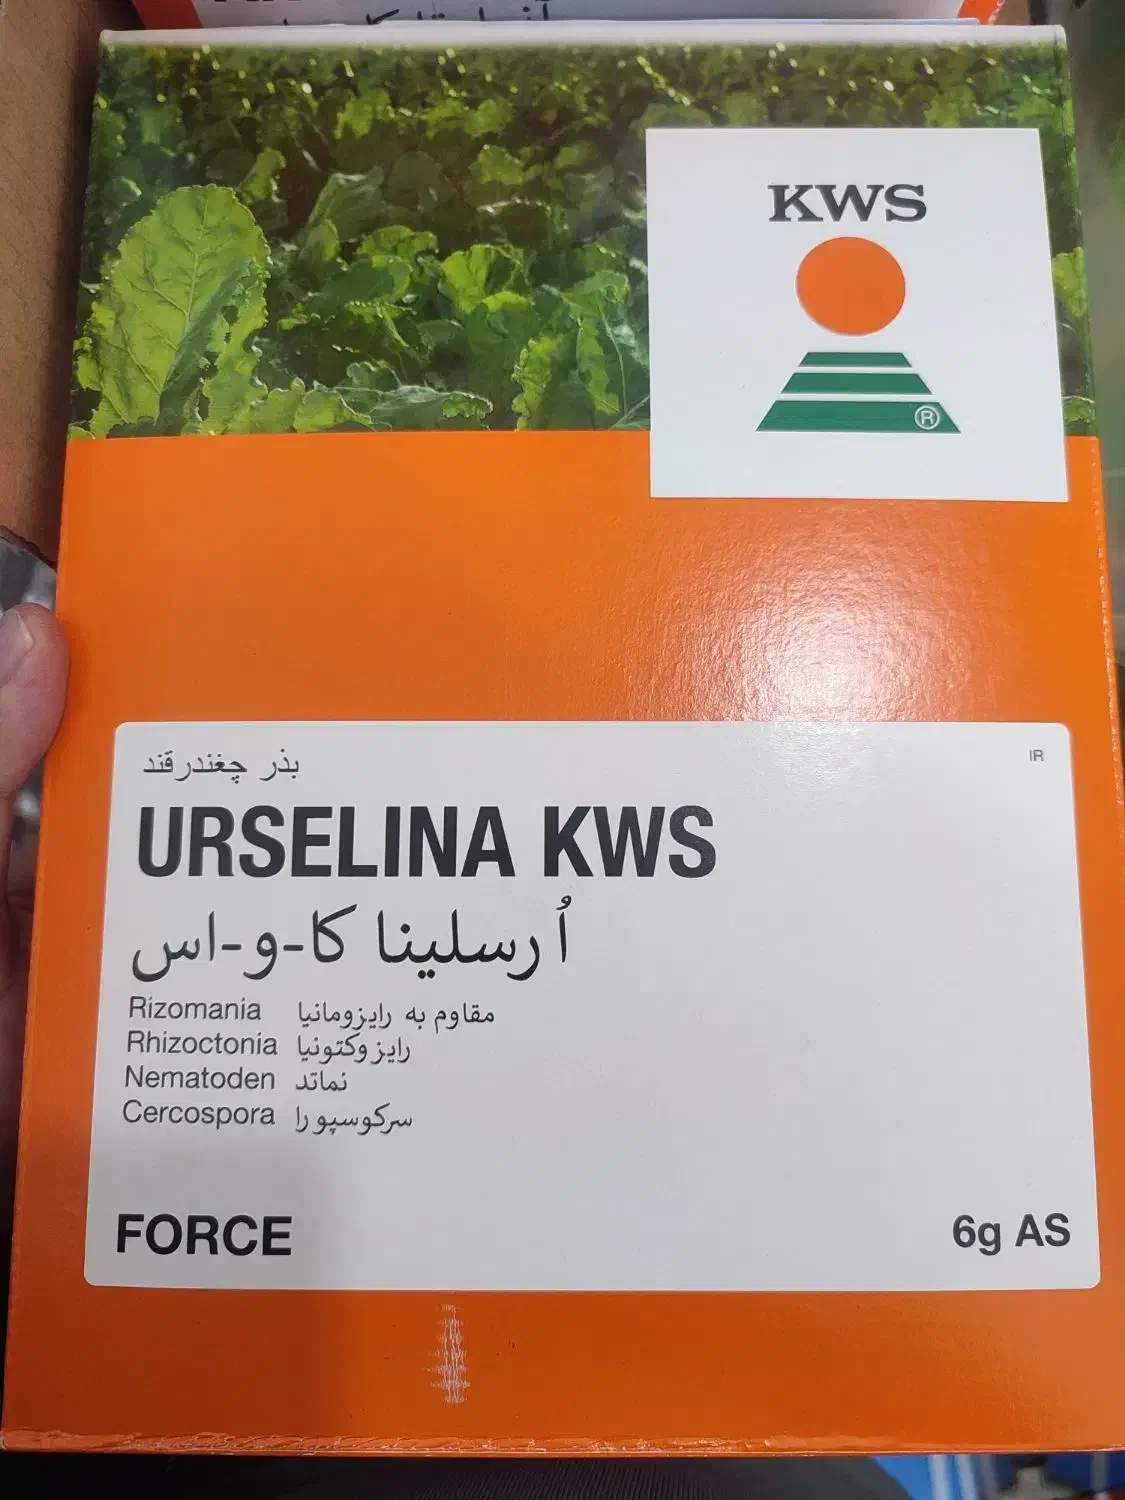 KWS
®
بذر چغندرقند
IR
URSELINA KWS
اُرسلینا کا-و-اس
Rizomania مقاوم به رایزومانیا
Rhizoctonia رایزوکتونیا
Nematoden نماتد
Cercospora سرکوسپورا
FORCE
6g AS